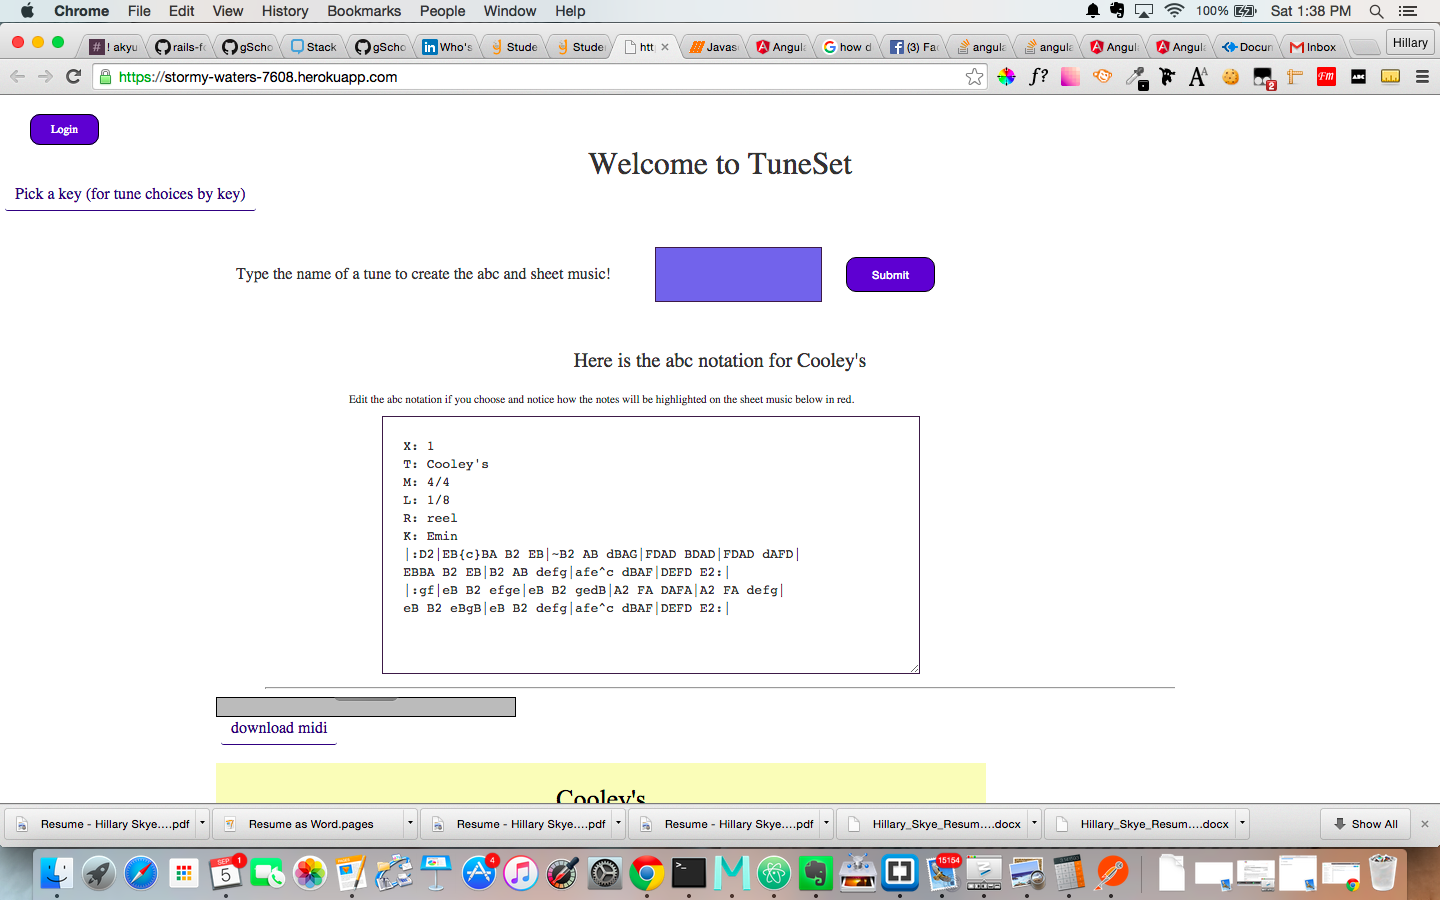 Chrome File Edit View History Bookmarks People Window Help 100% Sat 1:38 PM
! akyu rails-f gScho Stack gScho Who's Stude Stude htt Javas Angula how d (3) Fa angula angula Angul Angula Docun Inbox Hillary
https://stormy-waters-7608.herokuapp.com f? A A 2 Fm ABC
Login
Welcome to TuneSet
Pick a key (for tune choices by key)
Type the name of a tune to create the abc and sheet music! Submit
Here is the abc notation for Cooley's
Edit the abc notation if you choose and notice how the notes will be highlighted on the sheet music below in red.
X: 1
T: Cooley's
M: 4/4
L: 1/8
R: reel
K: Emin
|:D2|EB{c}BA B2 EB|~B2 AB dBAG|FDAD BDAD|FDAD dAFD|
EBBA B2 EB|B2 AB defg|afe^c dBAF|DEFD E2:|
|:gf|eB B2 efge|eB B2 gedB|A2 FA DAFA|A2 FA defg|
eB B2 eBgB|eB B2 defg|afe^c dBAF|DEFD E2:|
download midi
Cooley's
Resume - Hillary Skye....pdf Resume as Word.pages Resume - Hillary Skye....pdf Resume - Hillary Skye....pdf Hillary_Skye_Resum....docx Hillary_Skye_Resum....docx Show All
SEP 5 1 4 15154